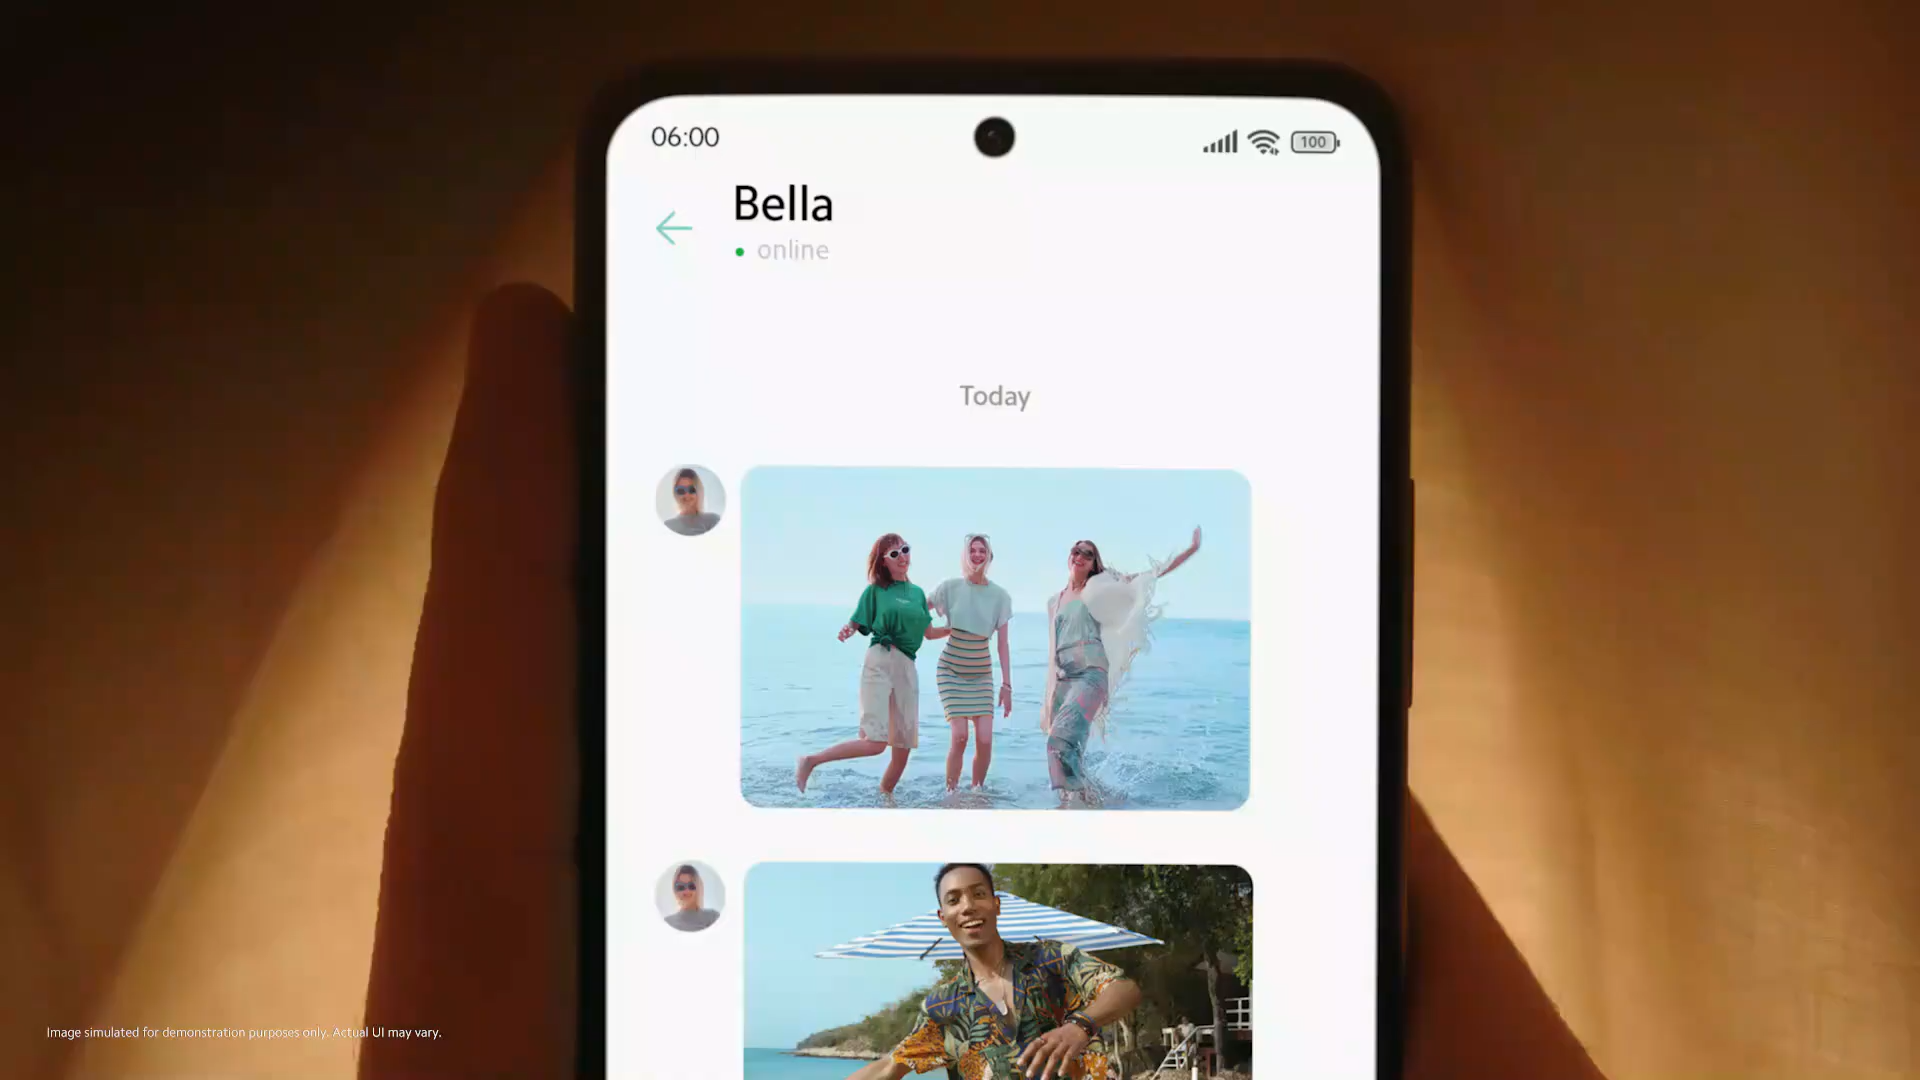 06:00
100
Bella
online
Today
Image simulated for demonstration purposes only. Actual UI may vary.